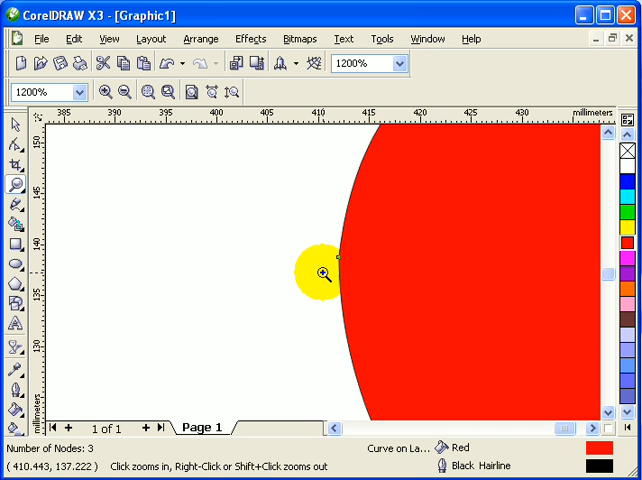 CorelDRAW X3 - [Graphic1]
File Edit View Layout Arrange Effects Bitmaps Text Tools Window Help
1200%
1200%
385 390 395 400 405 410 415 420 425 430 millimeters
150
145
140
135
130
millimeters
1 of 1 Page 1
Number of Nodes: 3 Curve on La... Red
( 410.443, 137.222 ) Click zooms in, Right-Click or Shift+Click zooms out Black Hairline